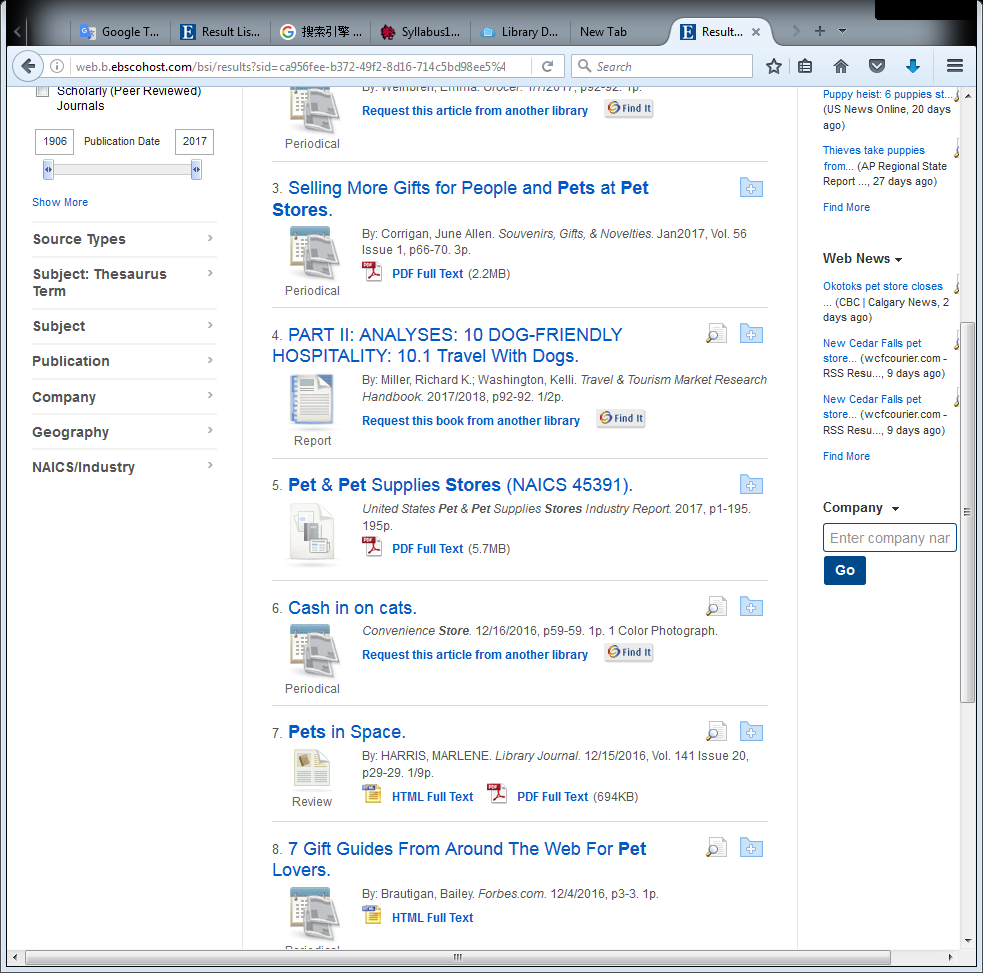 Google T...
Result Lis...
搜索引擎 ...
Syllabus1...
Library D...
New Tab
Result...
web.b.ebscohost.com/bsi/results?sid=ca956fee-b372-49f2-8d16-714c5bd98ee5%4
Search
Scholarly (Peer Reviewed)
Journals
1906 Publication Date 2017
Show More
Source Types
Subject: Thesaurus
Term
Subject
Publication
Company
Geography
NAICS/Industry
By: Weinbren, Emma. Grocer. 1/7/2017, p92-92. 1p.
Request this article from another library Find It
Periodical
3. Selling More Gifts for People and Pets at Pet
Stores.
By: Corrigan, June Allen. Souvenirs, Gifts, & Novelties. Jan2017, Vol. 56
Issue 1, p66-70. 3p.
PDF Full Text (2.2MB)
Periodical
4. PART II: ANALYSES: 10 DOG-FRIENDLY
HOSPITALITY: 10.1 Travel With Dogs.
By: Miller, Richard K.; Washington, Kelli. Travel & Tourism Market Research
Handbook. 2017/2018, p92-92. 1/2p.
Request this book from another library Find It
Report
5. Pet & Pet Supplies Stores (NAICS 45391).
United States Pet & Pet Supplies Stores Industry Report. 2017, p1-195.
195p.
PDF Full Text (5.7MB)
6. Cash in on cats.
Convenience Store. 12/16/2016, p59-59. 1p. 1 Color Photograph.
Request this article from another library Find It
Periodical
7. Pets in Space.
By: HARRIS, MARLENE. Library Journal. 12/15/2016, Vol. 141 Issue 20,
p29-29. 1/9p.
HTML Full Text PDF Full Text (694KB)
Review
8. 7 Gift Guides From Around The Web For Pet
Lovers.
By: Brautigan, Bailey. Forbes.com. 12/4/2016, p3-3. 1p.
HTML Full Text
Periodical
Puppy heist: 6 puppies st...
(US News Online, 20 days
ago)
Thieves take puppies
from... (AP Regional State
Report ..., 27 days ago)
Find More
Web News
Okotoks pet store closes
... (CBC | Calgary News, 2
days ago)
New Cedar Falls pet
store... (wcfcourier.com -
RSS Resu..., 9 days ago)
New Cedar Falls pet
store... (wcfcourier.com -
RSS Resu..., 9 days ago)
Find More
Company
Enter company nar
Go